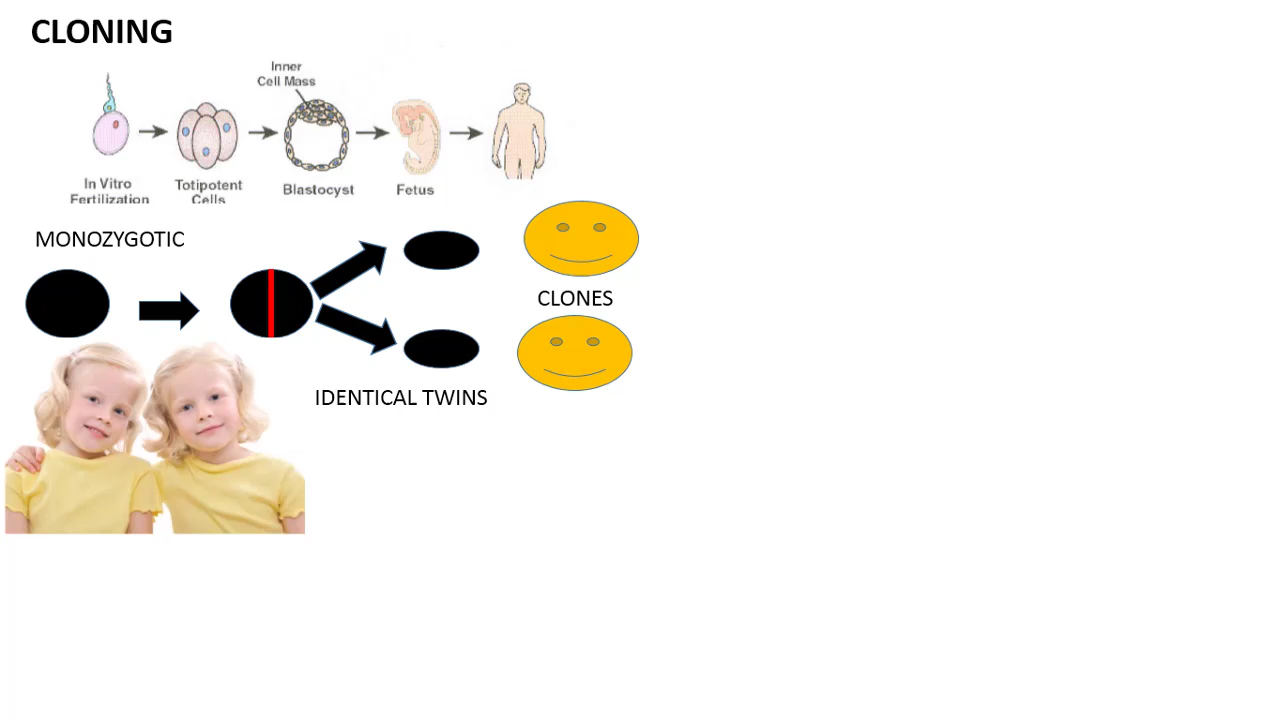 CLONING
Inner
Cell Mass
In Vitro
Fertilization
Totipotent
Cells
Blastocyst
Fetus
MONOZYGOTIC
CLONES
IDENTICAL TWINS